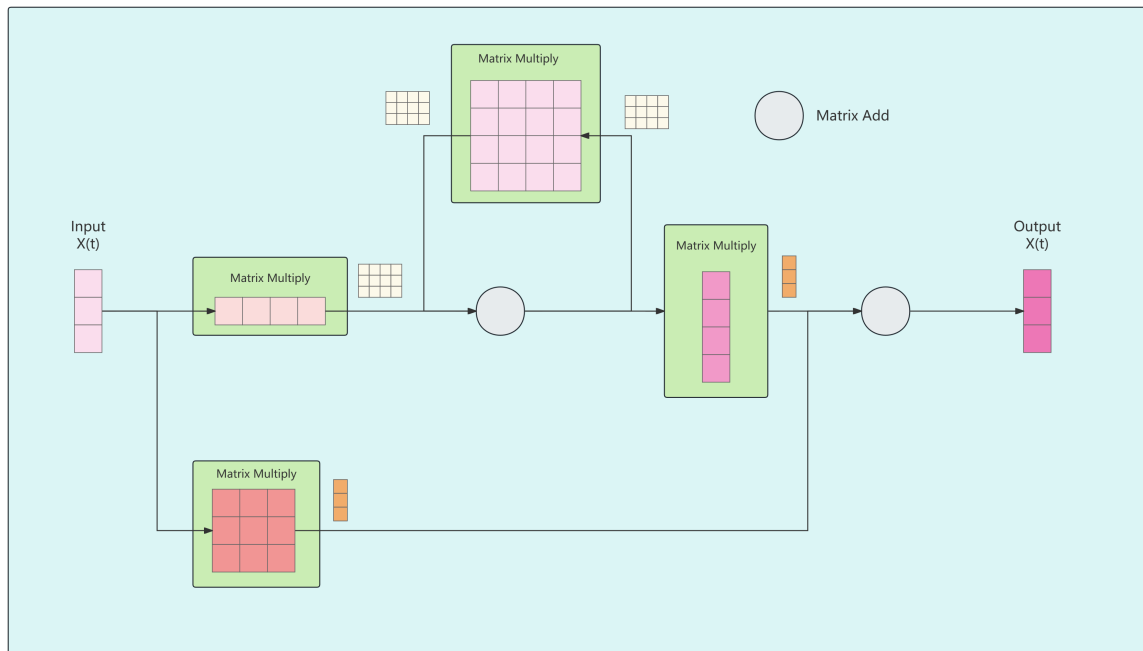 Matrix Multiply
Matrix Add
Input
X(t)
Matrix Multiply
Matrix Multiply
Output
X(t)
Matrix Multiply